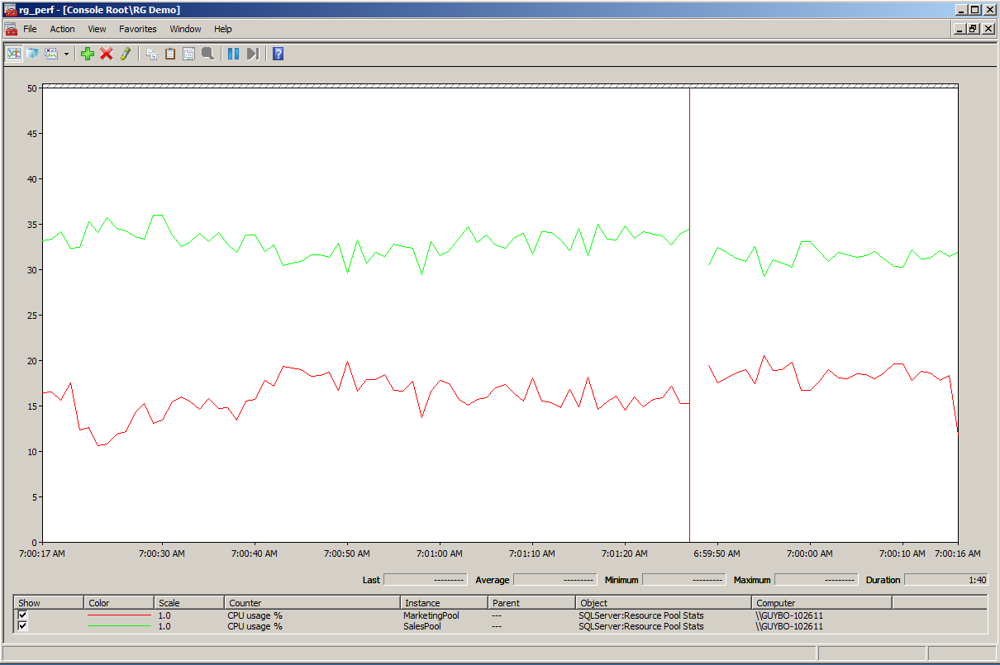 rg_perf - [Console Root\RG Demo]
File Action View Favorites Window Help
50
45
40
35
30
25
20
15
10
5
0
7:00:17 AM 7:00:30 AM 7:00:40 AM 7:00:50 AM 7:01:00 AM 7:01:10 AM 7:01:20 AM 6:59:50 AM 7:00:00 AM 7:00:10 AM 7:00:16 AM
Last --------- Average --------- Minimum --------- Maximum --------- Duration 1:40
Show Color Scale Counter Instance Parent Object Computer
1.0 CPU usage % MarketingPool --- SQLServer:Resource Pool Stats \\GUYBO-102611
1.0 CPU usage % SalesPool --- SQLServer:Resource Pool Stats \\GUYBO-102611